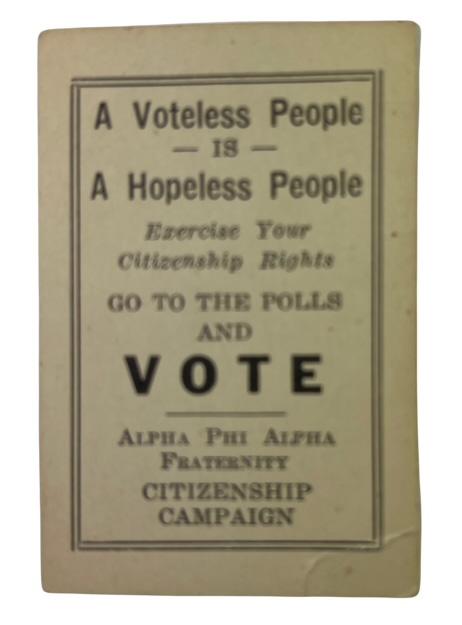 A Voteless People
— IS —
A Hopeless People
Exercise Your
Citizenship Rights
GO TO THE POLLS
AND
VOTE
ALPHA PHI ALPHA
FRATERNITY
CITIZENSHIP
CAMPAIGN